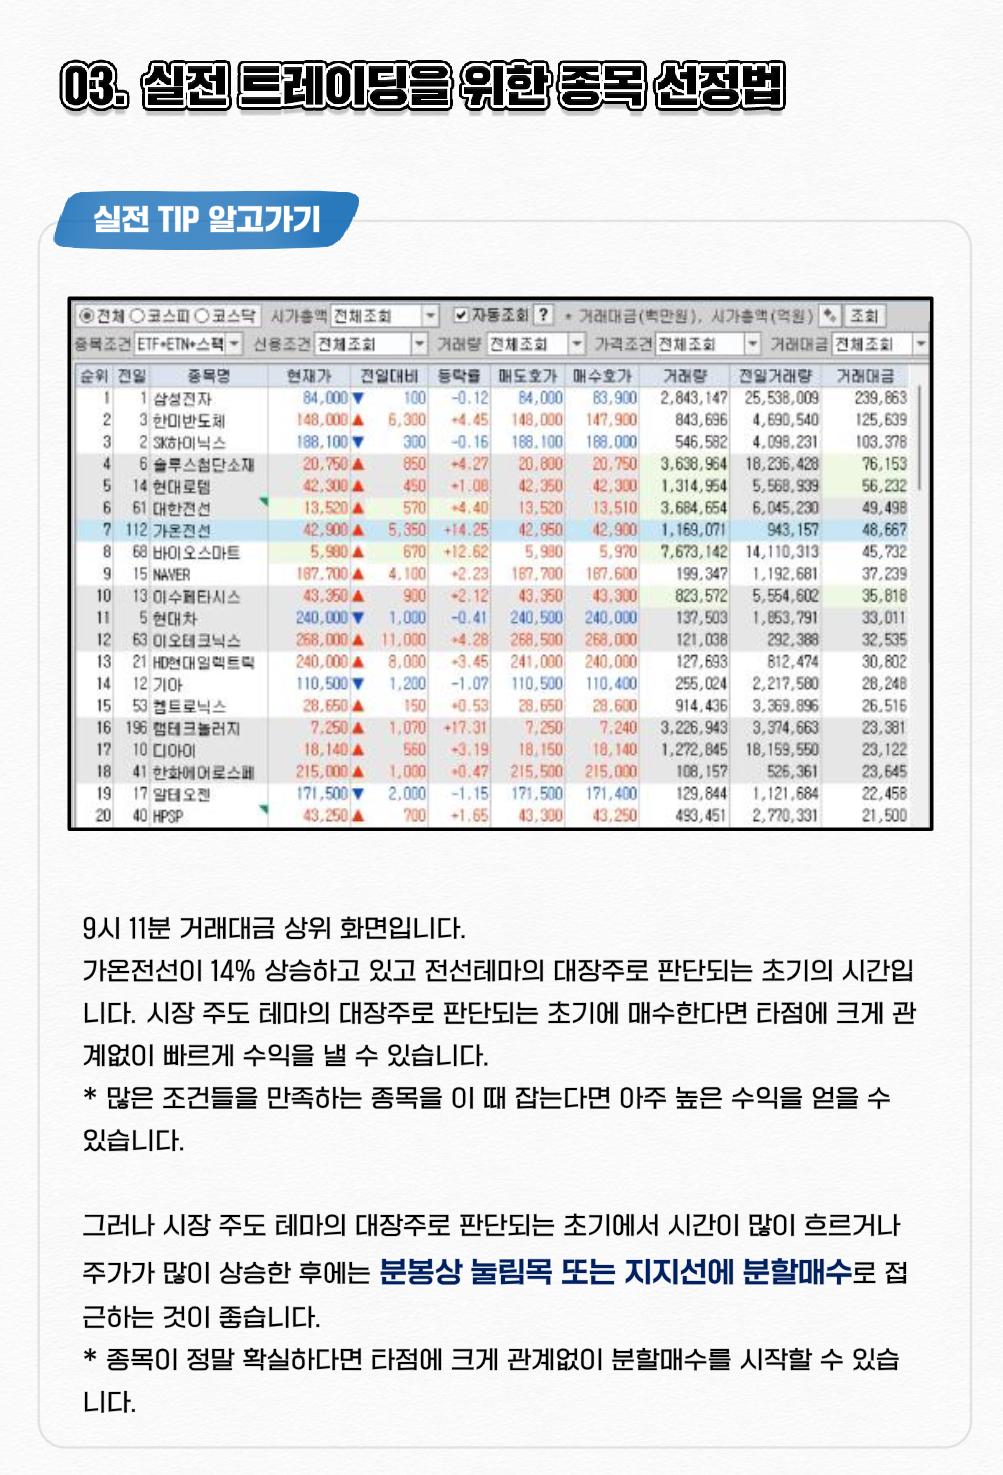 03. 실전 트레이딩을 위한 종목 선정법
실전 TIP 알고가기
전체 코스피 코스닥 시가총액 전체조회 자동조회 ? * 거래대금(백만원), 시가총액(억원) 조회
종목조건 ETF+ETN+스팩 신용조건 전체조회 거래량 전체조회 가격조건 전체조회 거래대금 전체조회
순위 전일 종목명 현재가 전일대비 등락률 매도호가 매수호가 거래량 전일거래량 거래대금
1 1 삼성전자 84,000 ▼ 100 -0.12 84,000 83,900 2,843,147 25,538,009 239,863
2 3 한미반도체 148,000 ▲ 6,300 +4.45 148,000 147,900 843,696 4,690,540 125,639
3 2 SK하이닉스 188,100 ▼ 300 -0.16 188,100 188,000 546,582 4,098,231 103,378
4 6 솔루스첨단소재 20,750 ▲ 850 +4.27 20,800 20,750 3,638,964 18,236,428 76,153
5 14 현대로템 42,300 ▲ 450 +1.08 42,350 42,300 1,314,954 5,568,939 56,232
6 61 대한전선 13,520 ▲ 570 +4.40 13,520 13,510 3,684,654 6,045,230 49,498
7 112 가온전선 42,900 ▲ 5,350 +14.25 42,950 42,900 1,169,071 943,157 48,667
8 68 바이오스마트 5,980 ▲ 670 +12.62 5,980 5,970 7,673,142 14,110,313 45,732
9 15 NAVER 187,700 ▲ 4,100 +2.23 187,700 187,600 199,347 1,192,681 37,239
10 13 이수페타시스 43,350 ▲ 900 +2.12 43,350 43,300 823,572 5,554,602 35,818
11 5 현대차 240,000 ▼ 1,000 -0.41 240,500 240,000 137,503 1,853,791 33,011
12 63 이오테크닉스 268,000 ▲ 11,000 +4.28 268,500 268,000 121,038 292,388 32,535
13 21 HD현대일렉트릭 240,000 ▲ 8,000 +3.45 241,000 240,000 127,693 812,474 30,802
14 12 기아 110,500 ▼ 1,200 -1.07 110,500 110,400 255,024 2,217,580 28,248
15 53 켐트로닉스 28,650 ▲ 150 +0.53 28,650 28,600 914,436 3,369,896 26,516
16 196 램테크놀러지 7,250 ▲ 1,070 +17.31 7,250 7,240 3,226,943 3,374,663 23,381
17 10 디아이 18,140 ▲ 560 +3.19 18,150 18,140 1,272,845 18,159,550 23,122
18 41 한화에어로스페 215,000 ▲ 1,000 +0.47 215,500 215,000 108,157 526,361 23,645
19 17 알테오젠 171,500 ▼ 2,000 -1.15 171,500 171,400 129,844 1,121,684 22,458
20 40 HPSP 43,250 ▲ 700 +1.65 43,300 43,250 493,451 2,770,331 21,500
9시 11분 거래대금 상위 화면입니다.
가온전선이 14% 상승하고 있고 전선테마의 대장주로 판단되는 초기의 시간입
니다. 시장 주도 테마의 대장주로 판단되는 초기에 매수한다면 타점에 크게 관
계없이 빠르게 수익을 낼 수 있습니다.
* 많은 조건들을 만족하는 종목을 이 때 잡는다면 아주 높은 수익을 얻을 수
있습니다.
그러나 시장 주도 테마의 대장주로 판단되는 초기에서 시간이 많이 흐르거나
주가가 많이 상승한 후에는 분봉상 눌림목 또는 지지선에 분할매수로 접
근하는 것이 좋습니다.
* 종목이 정말 확실하다면 타점에 크게 관계없이 분할매수를 시작할 수 있습
니다.